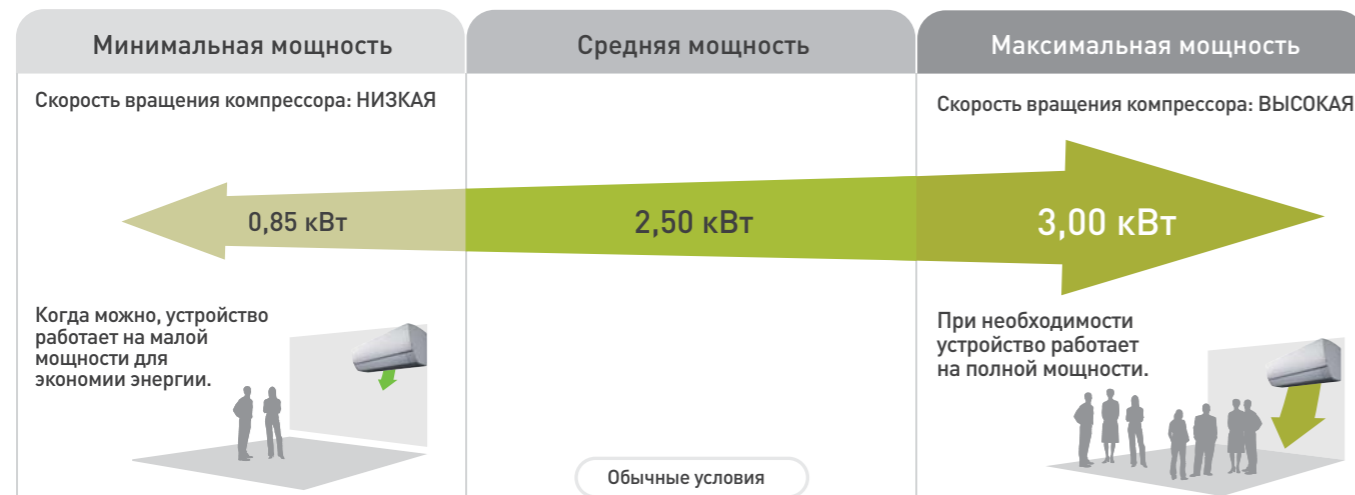 Минимальная мощность
Средняя мощность
Максимальная мощность
Скорость вращения компрессора: НИЗКАЯ
Скорость вращения компрессора: ВЫСОКАЯ
0,85 кВт
2,50 кВт
3,00 кВт
Когда можно, устройство
работает на малой
мощности для
экономии энергии.
При необходимости
устройство работает
на полной мощности.
Обычные условия